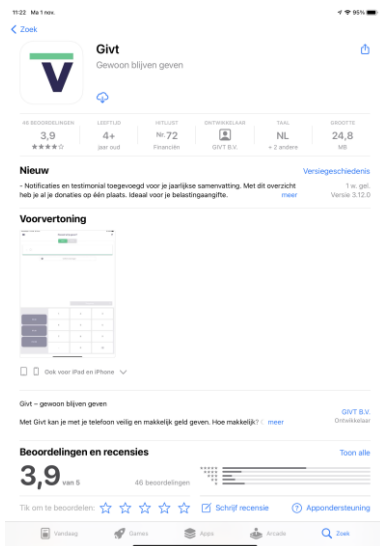 11:22 Ma 1 nov.
95%
Zoek
Givt
Gewoon blijven geven
46 BEOORDELINGEN
3,9
LEEFTIJD
4+
jaar oud
HITLIJST
Nr. 72
Financiën
ONTWIKKELAAR
GIVT B.V.
TAAL
NL
+ 2 andere
GROOTTE
24,8
MB
Nieuw
Versiegeschiedenis
- Notificaties en testimonial toegevoegd voor je jaarlijkse samenvatting. Met dit overzicht
heb je al je donaties op één plaats. Ideaal voor je belastingaangifte.
meer
1 w. gel.
Versie 3.12.0
Voorvertoning
Ook voor iPad en iPhone
Givt – gewoon blijven geven
Met Givt kan je met je telefoon veilig en makkelijk geld geven. Hoe makkelijk?
meer
GIVT B.V.
Ontwikkelaar
Beoordelingen en recensies
Toon alle
3,9 van 5
46 beoordelingen
Tik om te beoordelen:
Schrijf recensie
Appondersteuning
Vandaag
Games
Apps
Arcade
Zoek